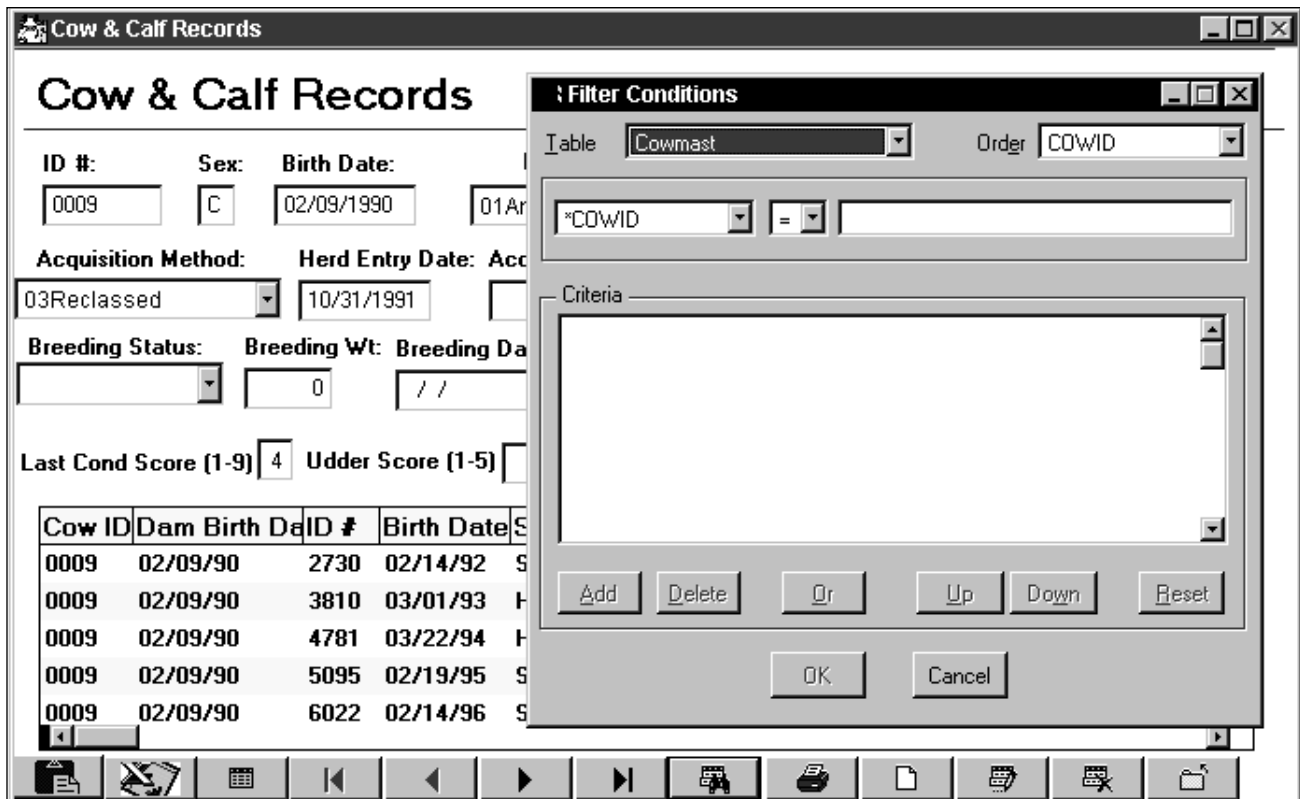 Cow & Calf Records
Cow & Calf Records
ID #: Sex: Birth Date:
0009 C 02/09/1990
Acquisition Method: Herd Entry Date:
03Reclassed 10/31/1991
Breeding Status: Breeding Wt: Breeding Da
0 / /
Last Cond Score (1-9) 4 Udder Score (1-5)
Cow ID Dam Birth Da ID # Birth Date S
0009 02/09/90 2730 02/14/92 S
0009 02/09/90 3810 03/01/93 H
0009 02/09/90 4781 03/22/94 H
0009 02/09/90 5095 02/19/95 S
0009 02/09/90 6022 02/14/96 S
Filter Conditions
Table Cowmast Order COWID
*COWID =
Criteria
Add Delete Or Up Down Reset
OK Cancel